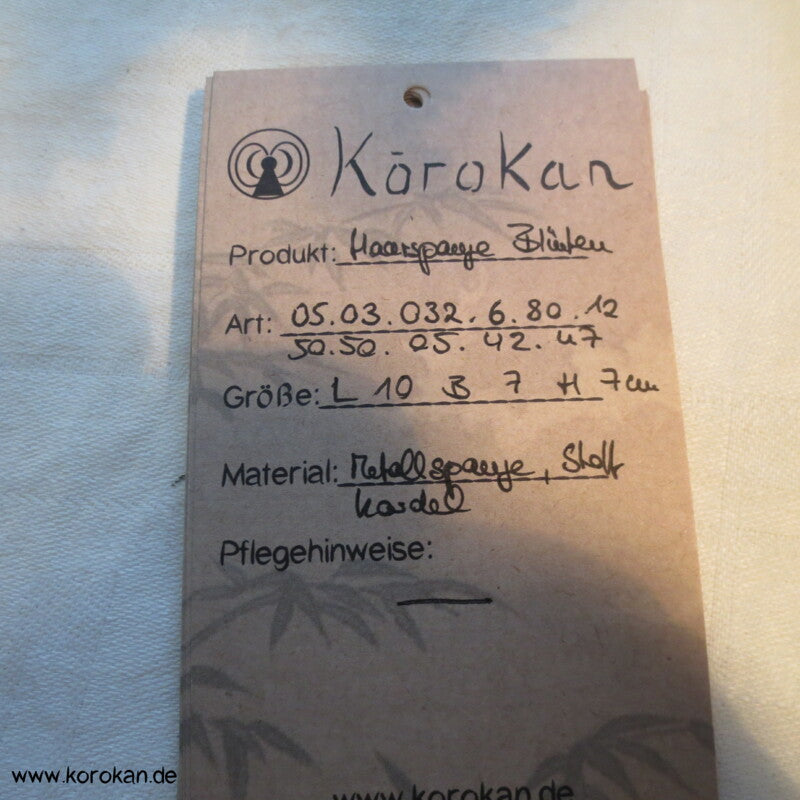 Kōrokan
Produkt: Haarspange Blüten
Art: 05.03.032.6.80.12
50.50.05.42.47
Größe: L 10 B 7 H 7cm
Material: Metallspange, Stoff
Kordel
Pflegehinweise:
www.korokan.de
www.korokan.de